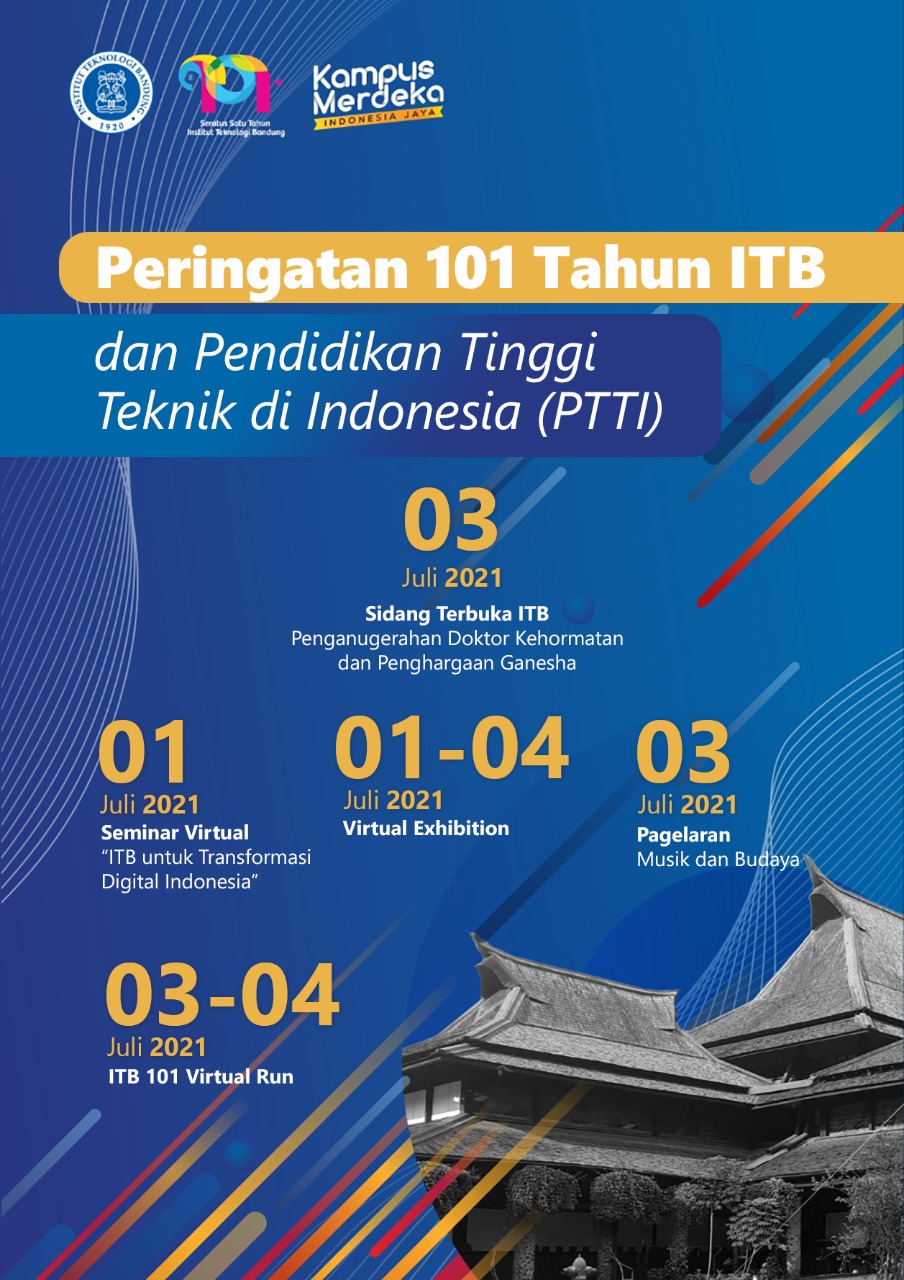 INSTITUT TEKNOLOGI BANDUNG
1920
101
Seratus Satu Tahun
Institut Teknologi Bandung
Kampus
Merdeka
INDONESIA JAYA
Peringatan 101 Tahun ITB
dan Pendidikan Tinggi
Teknik di Indonesia (PTTI)
03
Juli 2021
Sidang Terbuka ITB
Penganugerahan Doktor Kehormatan
dan Penghargaan Ganesha
01
Juli 2021
Seminar Virtual
“ITB untuk Transformasi
Digital Indonesia”
01-04
Juli 2021
Virtual Exhibition
03
Juli 2021
Pagelaran
Musik dan Budaya
03-04
Juli 2021
ITB 101 Virtual Run